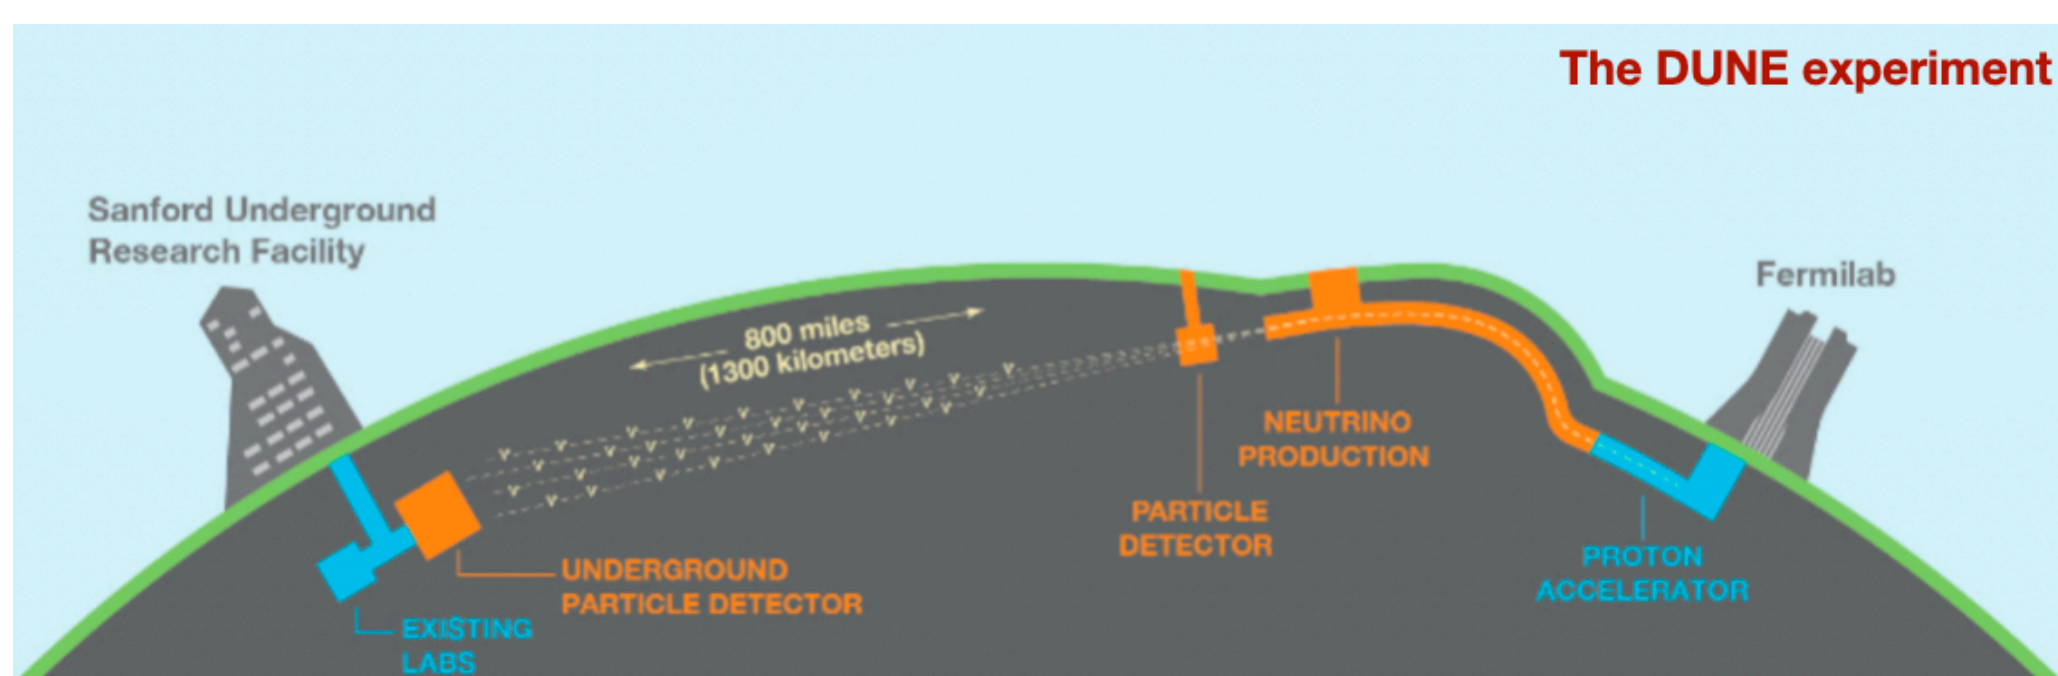 The DUNE experiment
Sanford Underground
Research Facility
Fermilab
800 miles
(1300 kilometers)
NEUTRINO
PRODUCTION
PARTICLE
DETECTOR
PROTON
ACCELERATOR
UNDERGROUND
PARTICLE DETECTOR
EXISTING
LABS